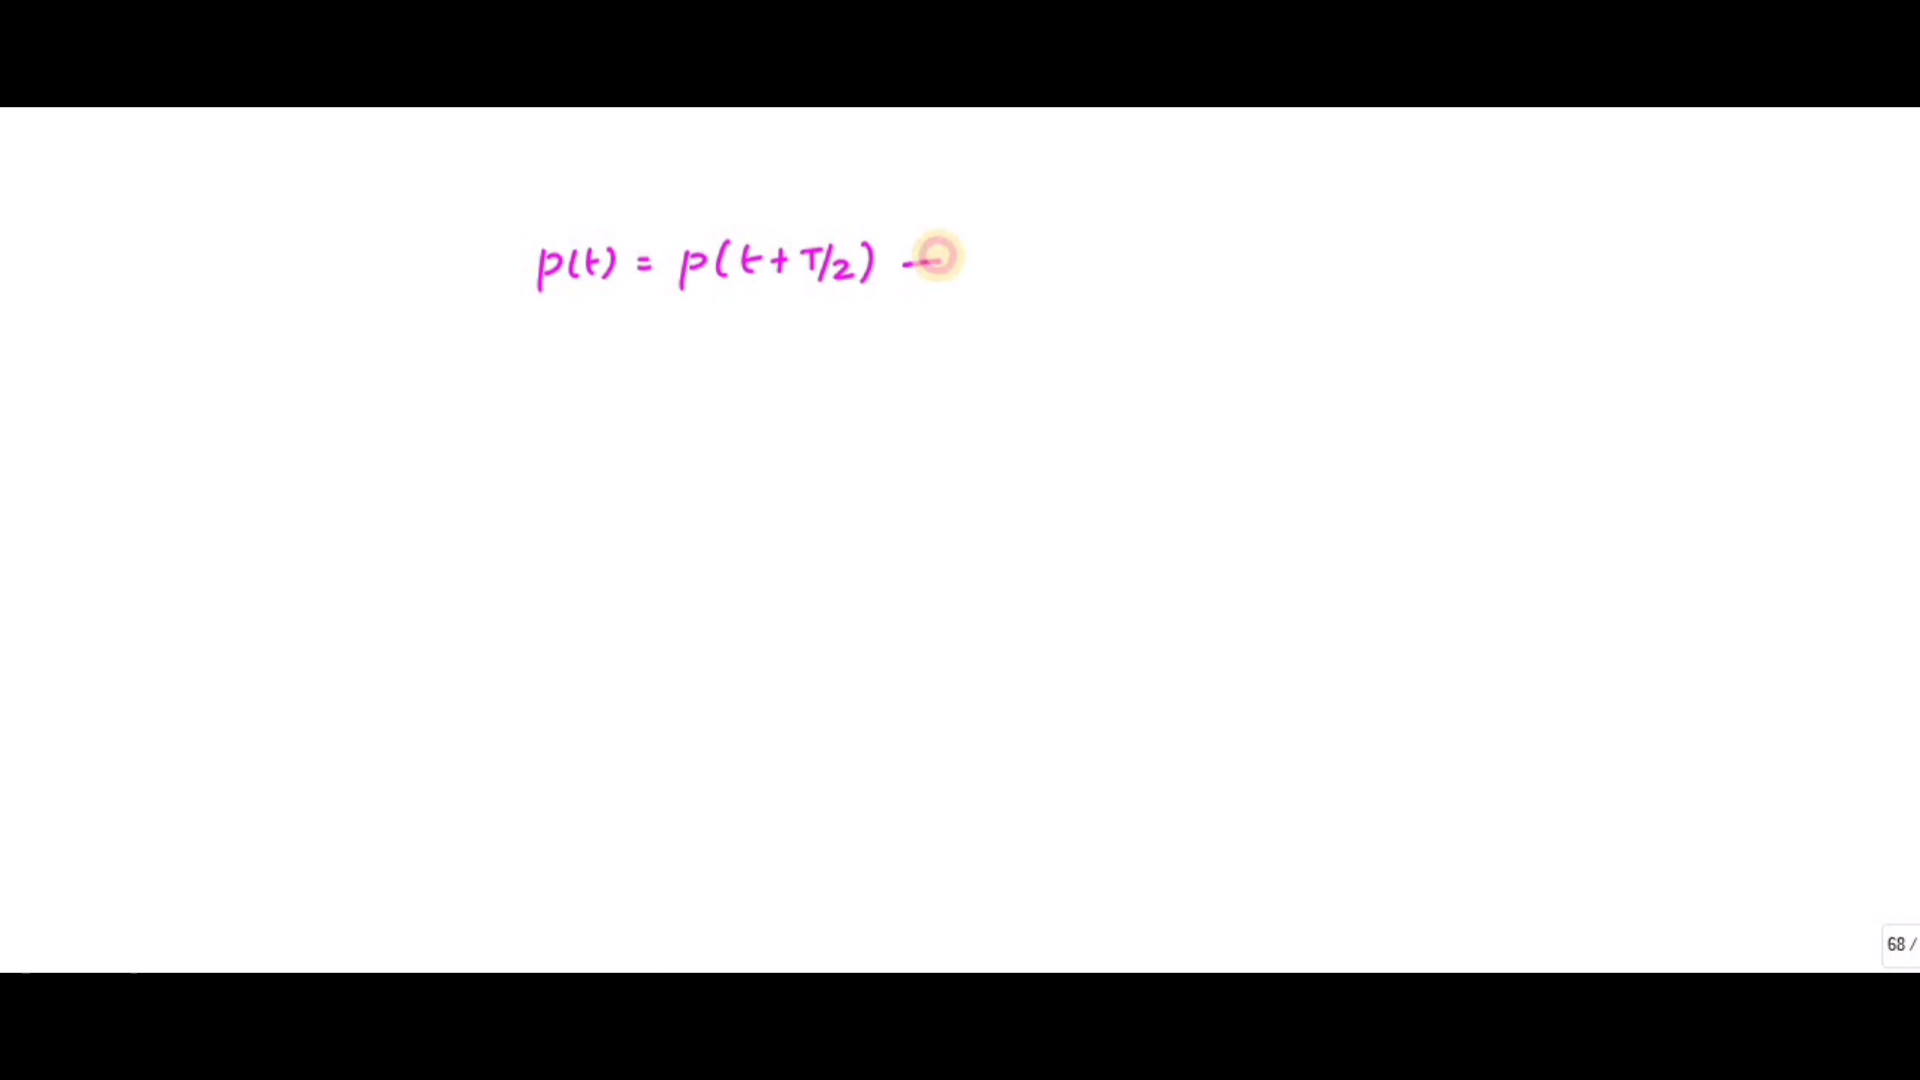 p(t) = p(t + T/2) —
68 /